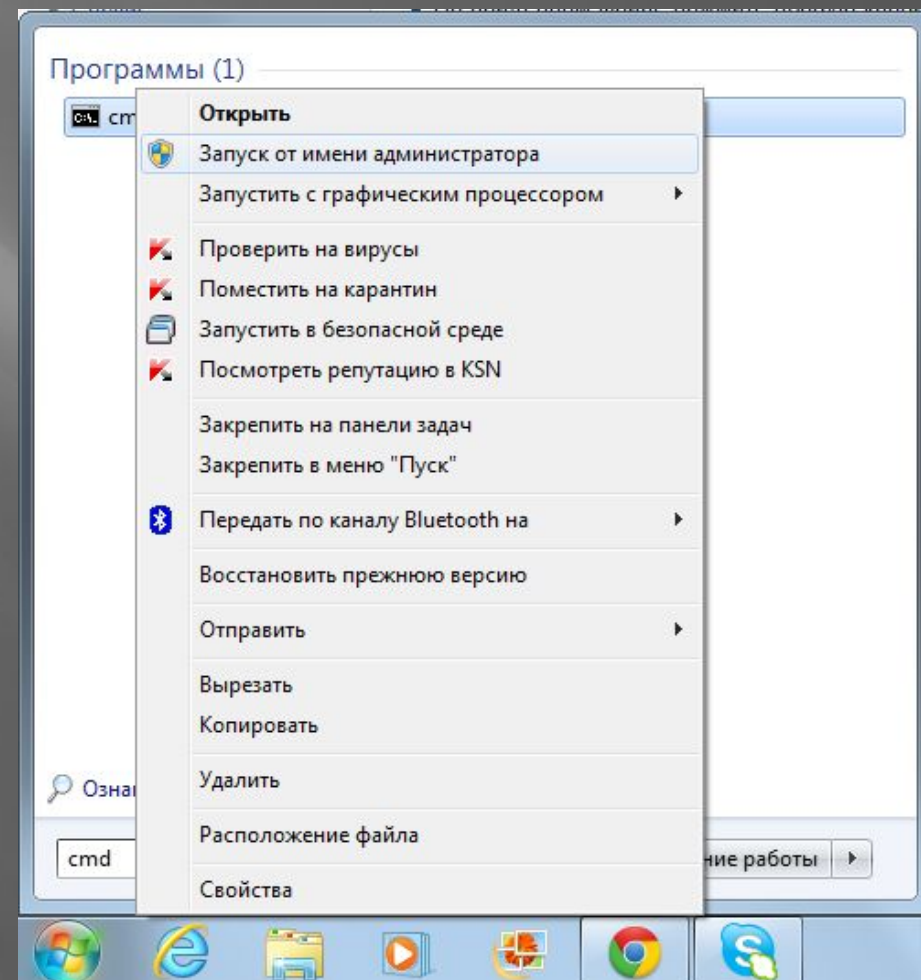 Программы (1)
Открыть
Запуск от имени администратора
Запустить с графическим процессором
Проверить на вирусы
Поместить на карантин
Запустить в безопасной среде
Посмотреть репутацию в KSN
Закрепить на панели задач
Закрепить в меню "Пуск"
Передать по каналу Bluetooth на
Восстановить прежнюю версию
Отправить
Вырезать
Копировать
Удалить
Расположение файла
cmd
работы
Свойства